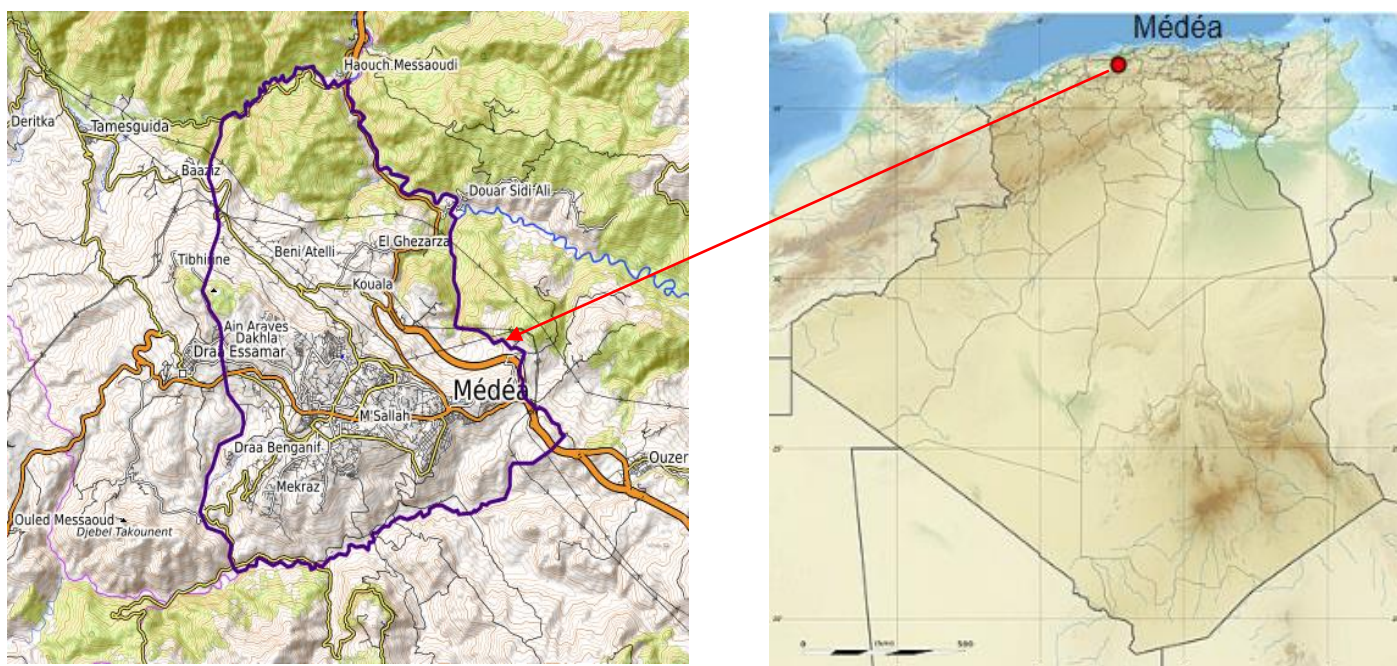 Haouch Messaoudi
Deritka
Tamesguida
Baaziz
Douar Sidi Ali
El Ghezarza
Beni Atelli
Tibhirine
Kouala
Ain Araves
Dakhla
Draa Essamar
Médéa
M'Sallah
Draa Benganif
Ouzer
Mekraz
Ouled Messaoud
Djebel Takounent
Médéa
0
500